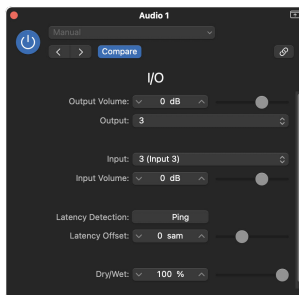 Audio 1
Manual
Compare
I/O
Output Volume: 0 dB
Output: 3
Input: 3 (Input 3)
Input Volume: 0 dB
Latency Detection: Ping
Latency Offset: 0 sam
Dry/Wet: 100 %